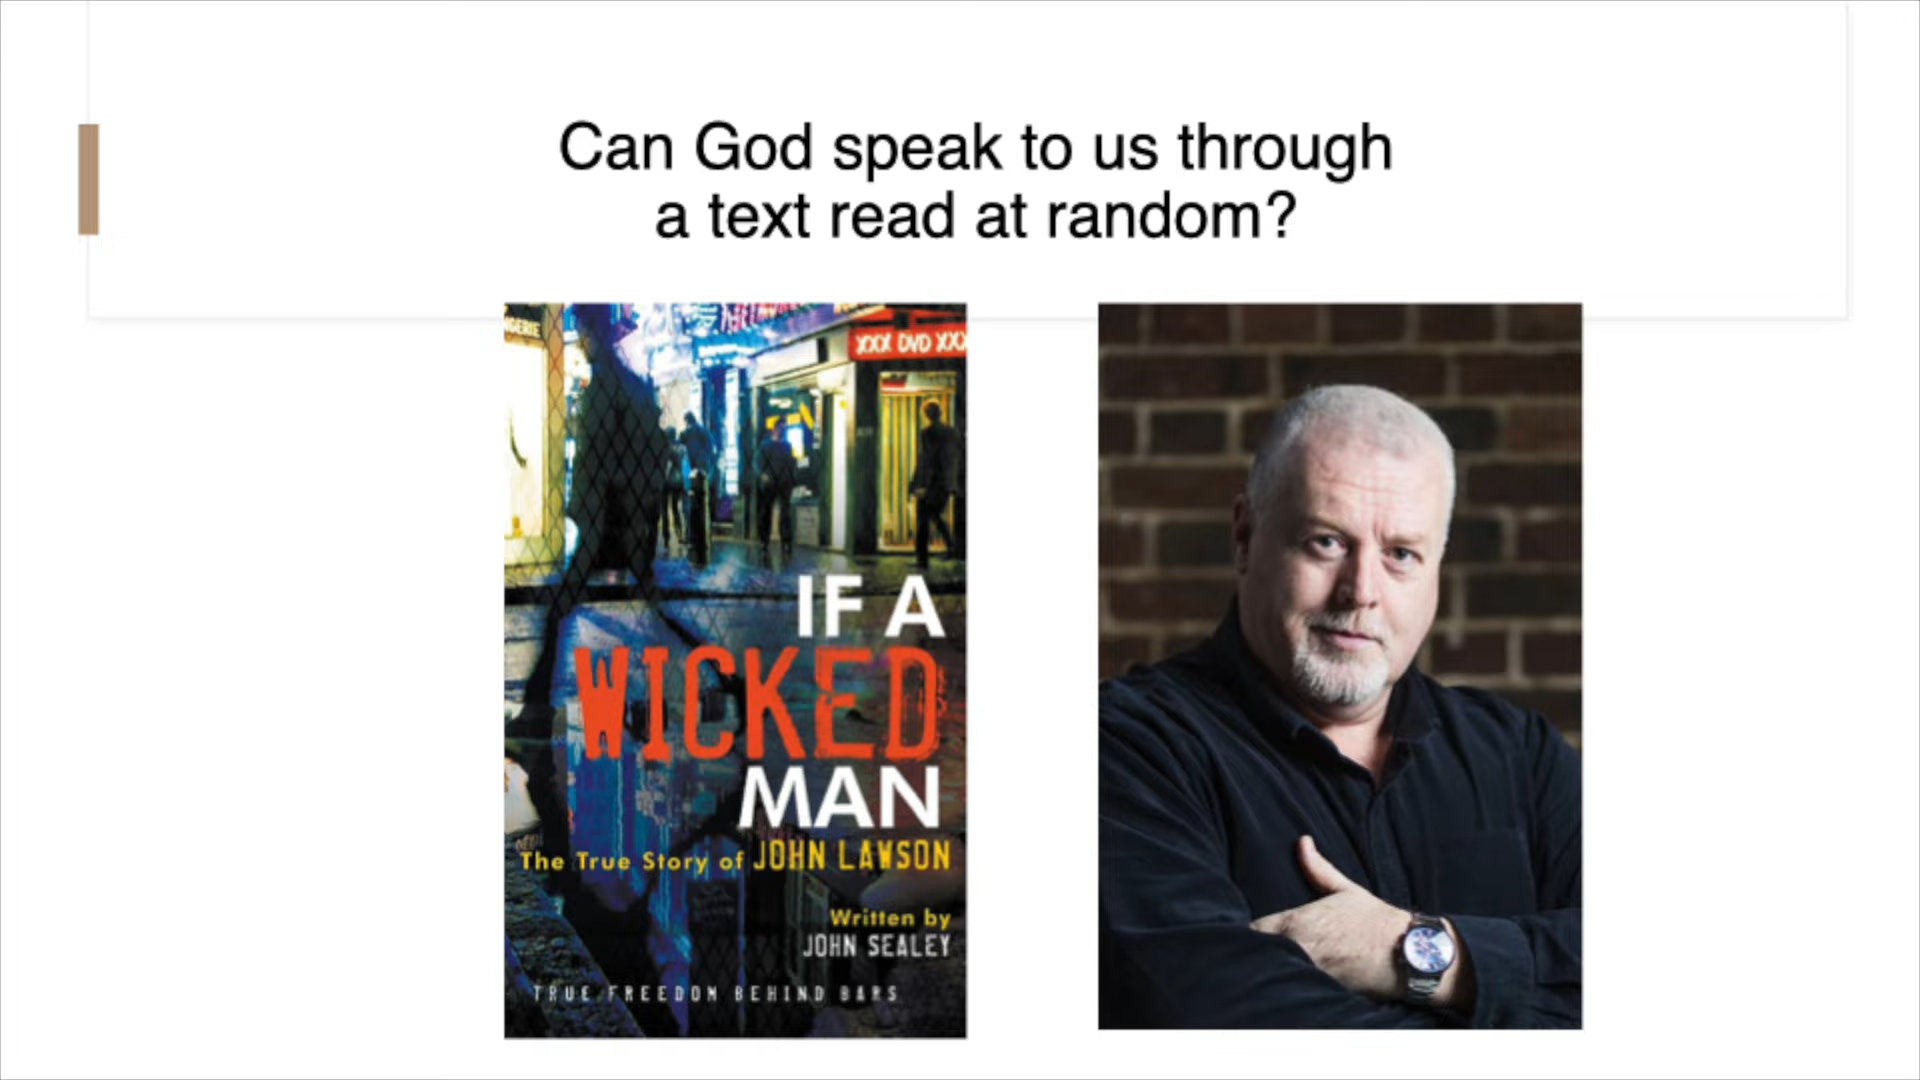 Can God speak to us through
a text read at random?
XXX DVD XXX
IF A
WICKED
MAN
The True Story of JOHN LAWSON
Written by
JOHN SEALEY
TRUE FREEDOM BEHIND BARS